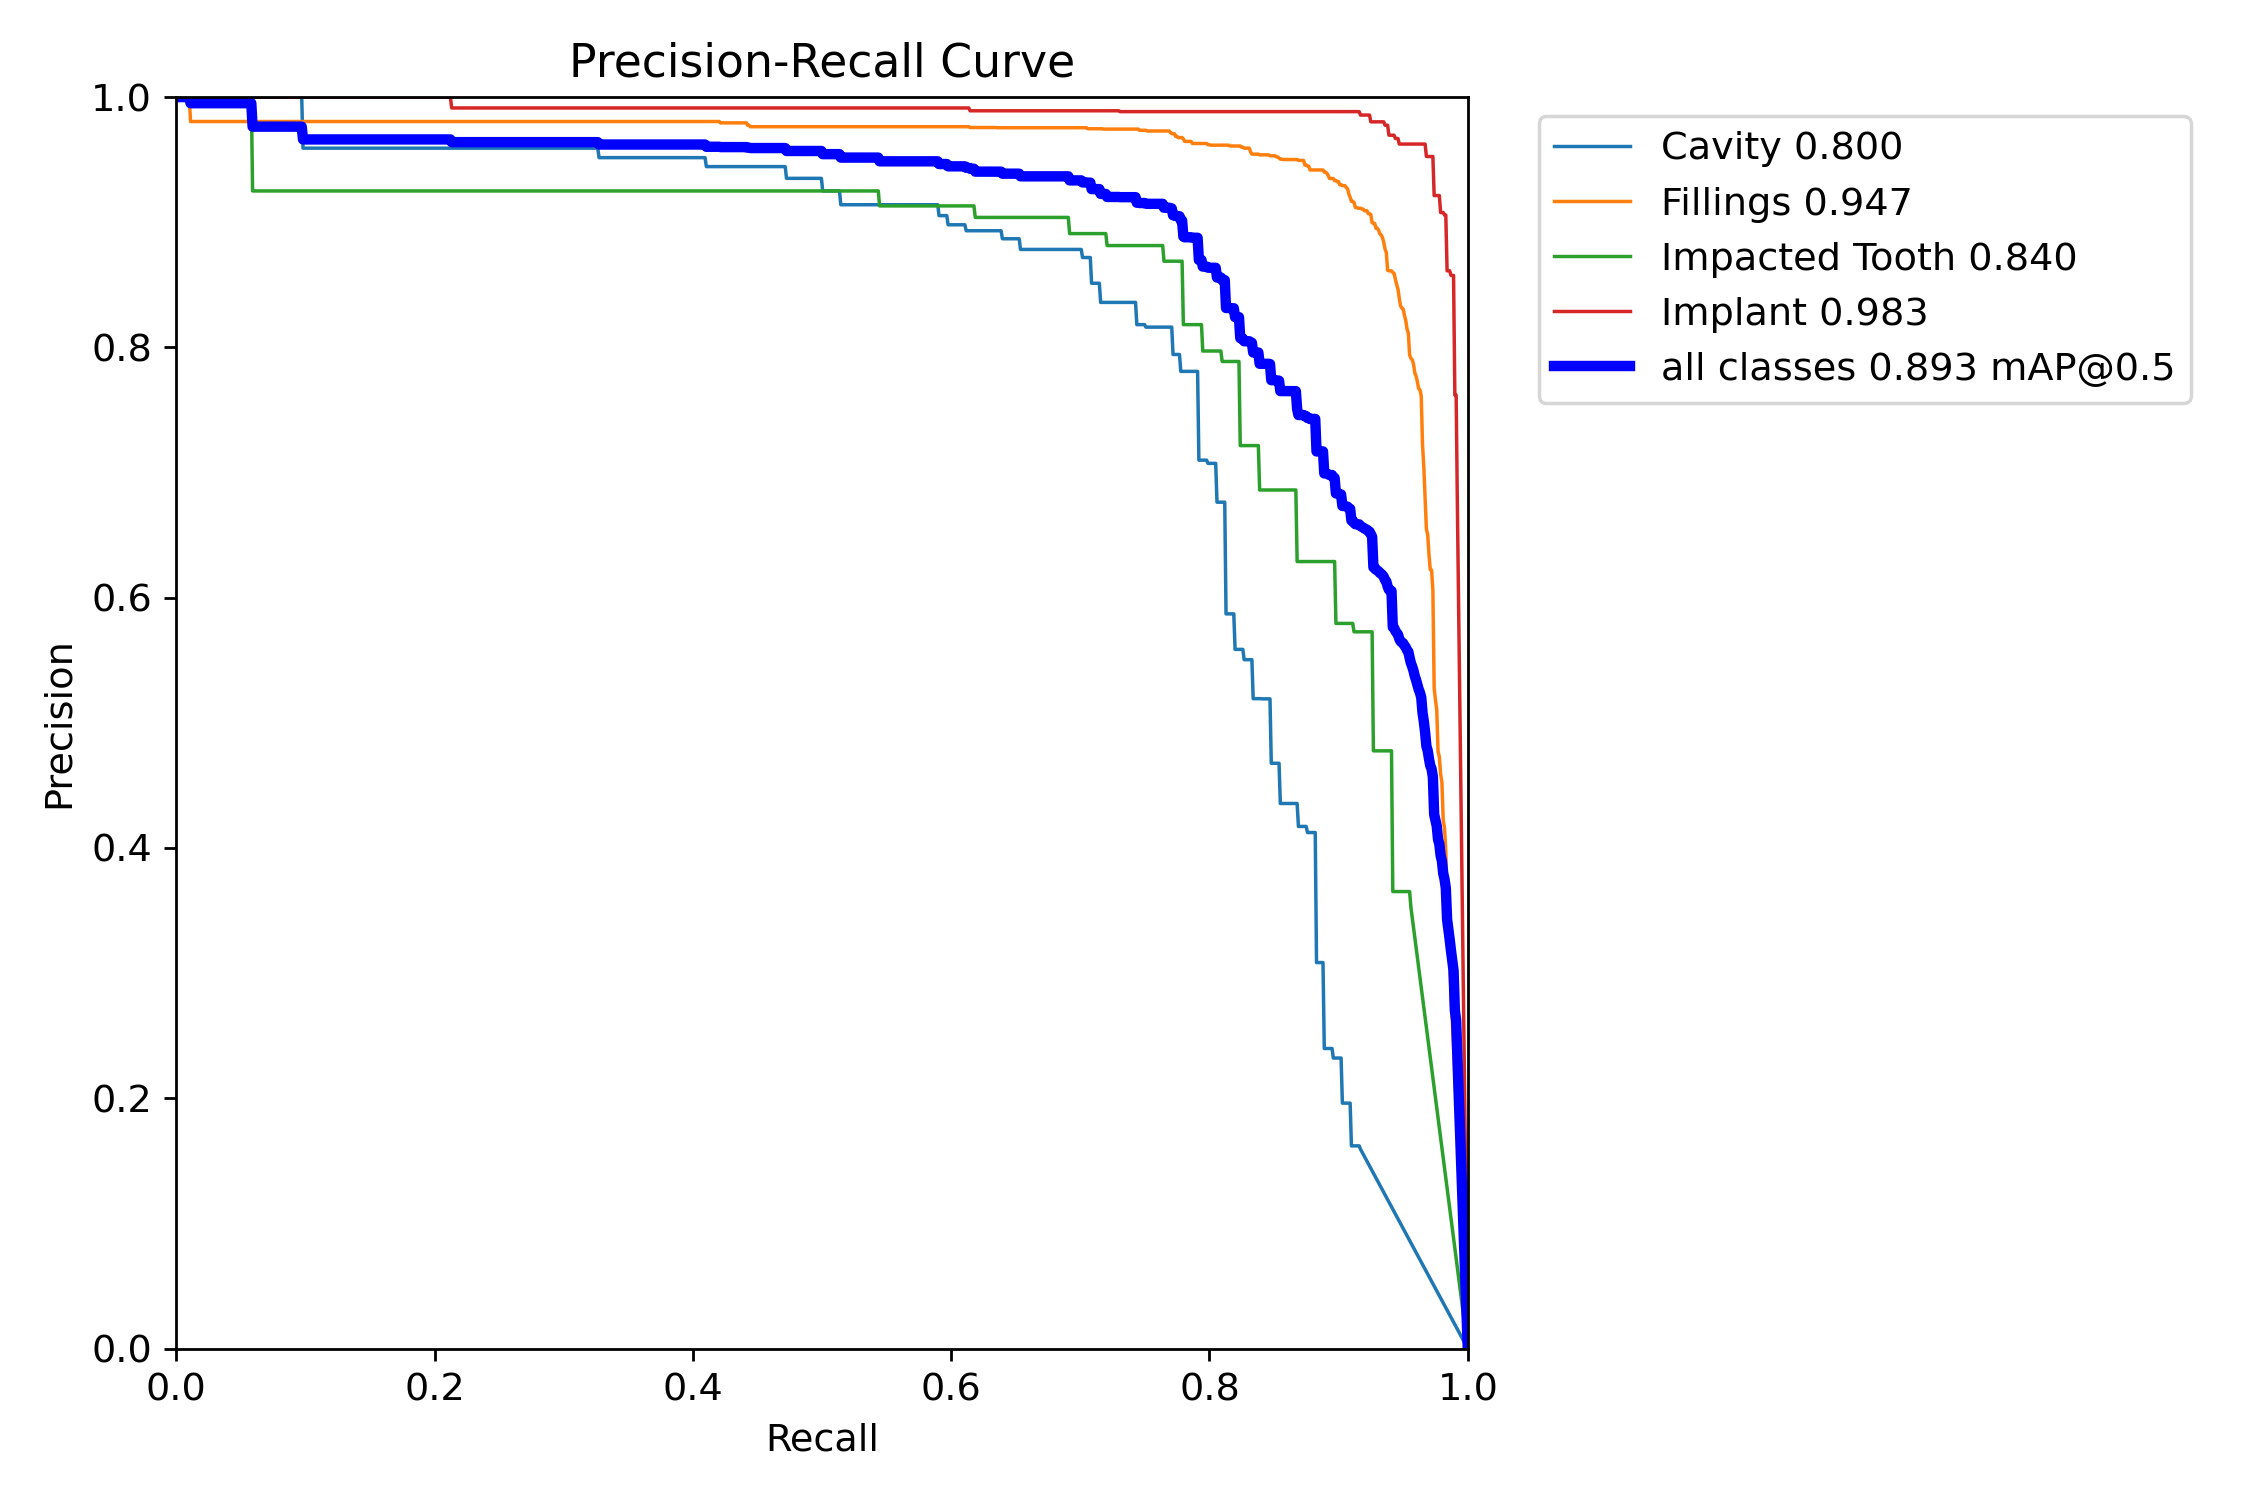 Precision-Recall Curve
1.0
0.8
0.6
0.4
0.2
0.0
Precision
0.0 0.2 0.4 0.6 0.8 1.0
Recall
Cavity 0.800
Fillings 0.947
Impacted Tooth 0.840
Implant 0.983
all classes 0.893 mAP@0.5